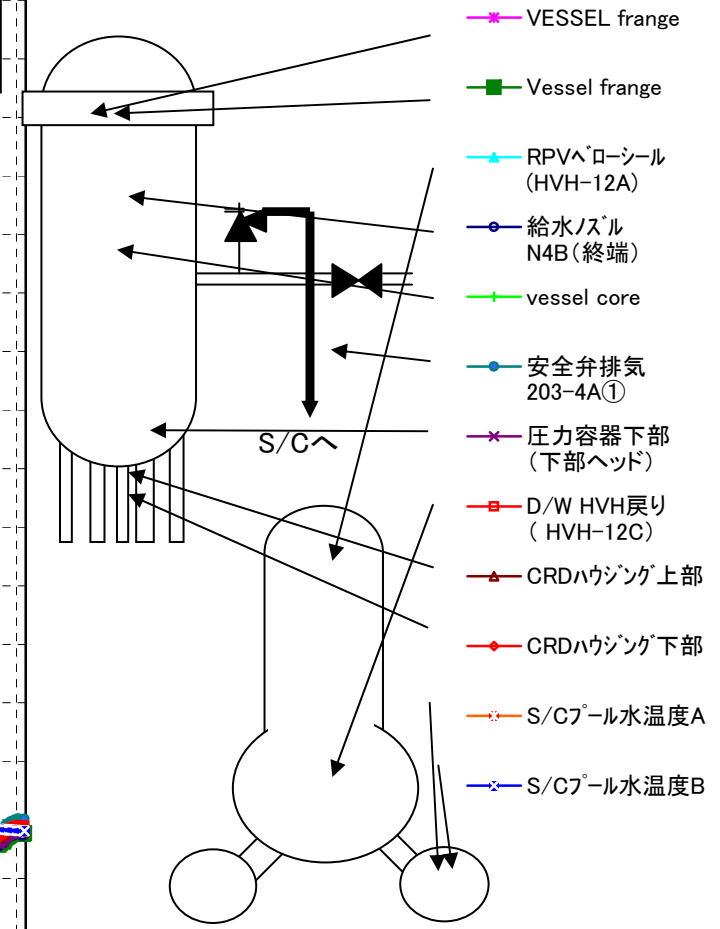 VESSEL frange
Vessel frange
RPVベローシール
(HVH-12A)
給水ノズル
N4B(終端)
vessel core
安全弁排気
203-4A①
圧力容器下部
(下部ヘッド)
S/Cへ
D/W HVH戻り
( HVH-12C)
CRDハウジング上部
CRDハウジング下部
S/Cプール水温度A
S/Cプール水温度B